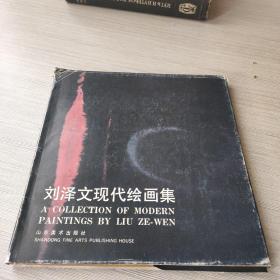 刘泽文现代绘画集
A COLLECTION OF MODERN
PAINTINGS BY LIU ZE-WEN
山东美术出版社
SHANDONG FINE ARTS PUBLISHING HOUSE